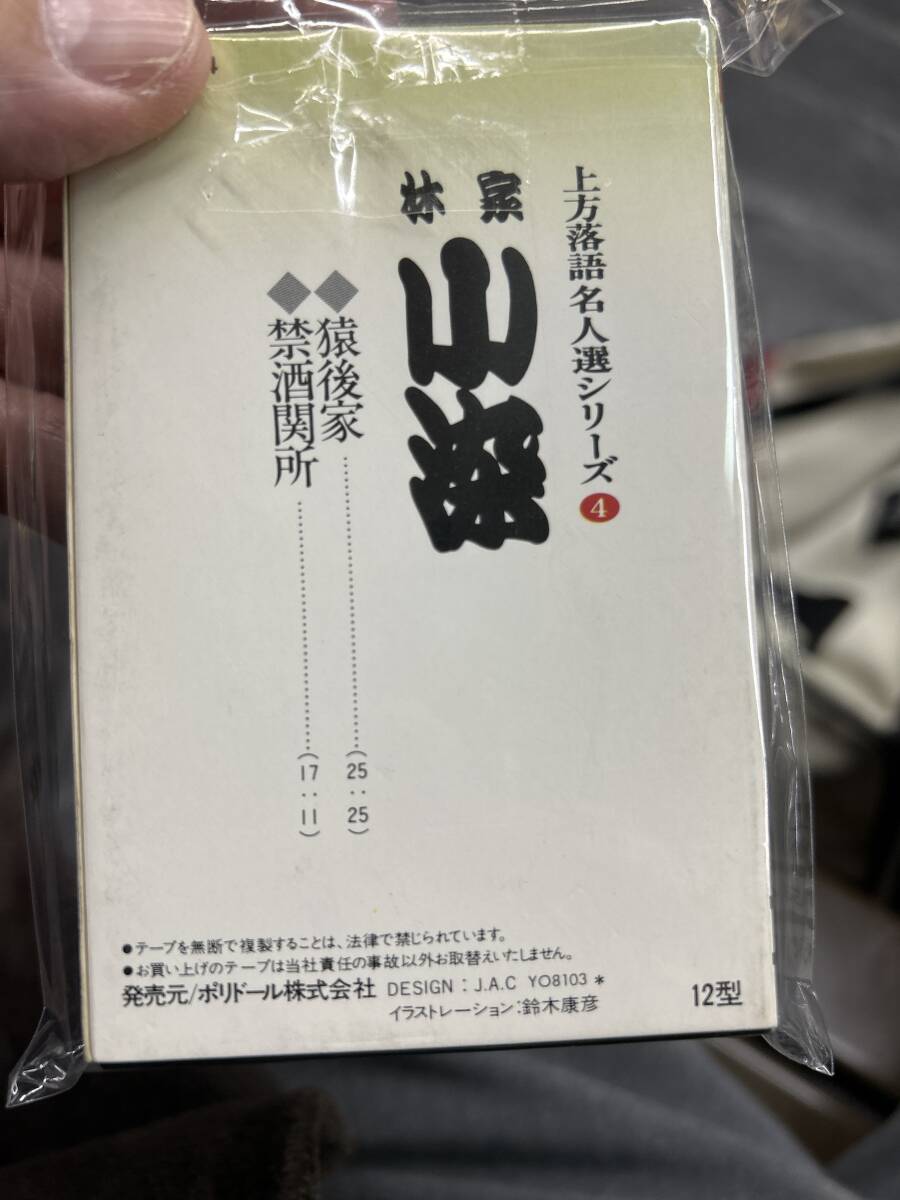 上方落語名人選シリーズ 4
林家
小染
◆猿後家……………………(25:25)
◆禁酒関所……………………(17:11)
●テープを無断で複製することは、法律で禁じられています。
●お買い上げのテープは当社責任の事故以外お取替えいたしません。
発売元/ポリドール株式会社 DESIGN : J.A.C YO8103 *
イラストレーション:鈴木康彦
12型